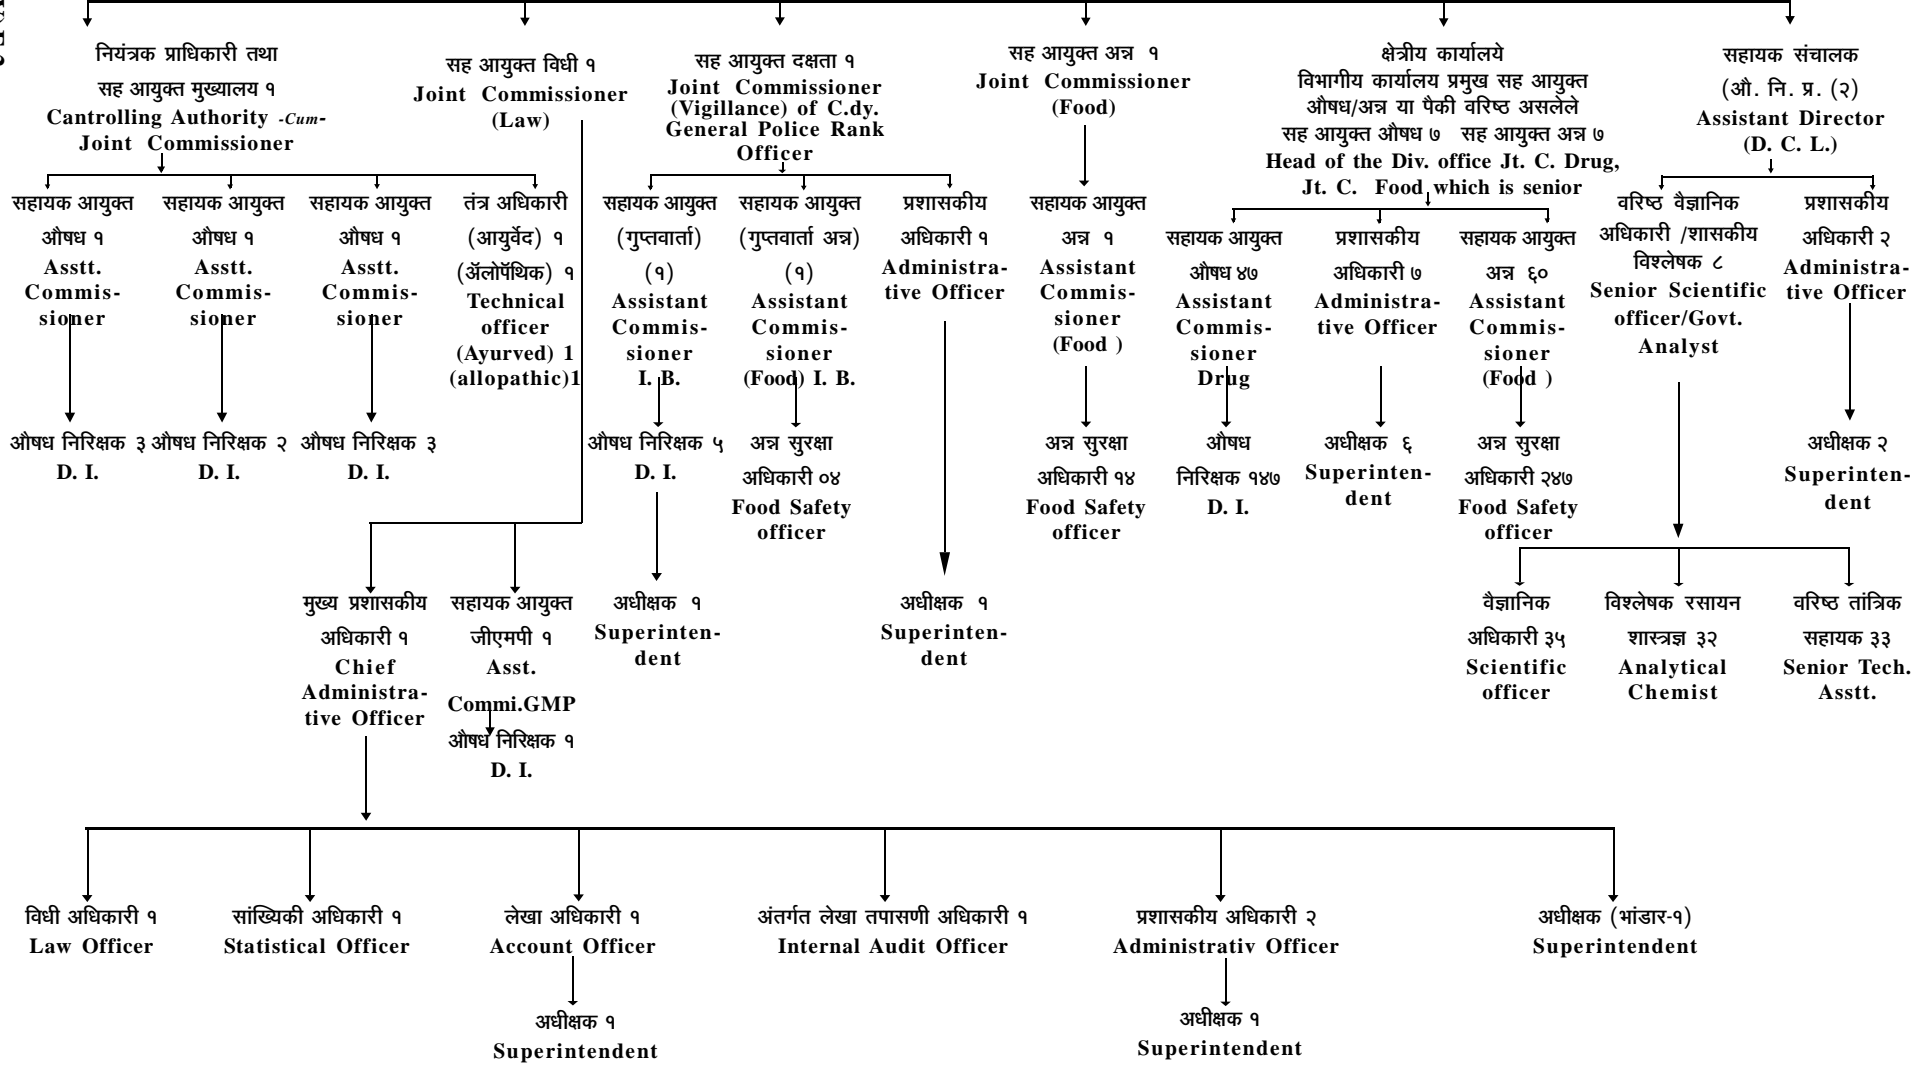 नियंत्रक प्राधिकारी तथा
सह आयुक्त मुख्यालय १
Cantrolling Authority -Cum-
Joint Commissioner
सह आयुक्त विधी १
Joint Commissioner
(Law)
सह आयुक्त दक्षता १
Joint Commissioner
(Vigillance) of C.dy.
General Police Rank
Officer
सह आयुक्त अन्न १
Joint Commissioner
(Food)
क्षेत्रीय कार्यालये
विभागीय कार्यालय प्रमुख सह आयुक्त
औषध/अन्न या पैकी वरिष्ठ असलेले
सह आयुक्त औषध ७ सह आयुक्त अन्न ७
Head of the Div. office Jt. C. Drug,
Jt. C. Food which is senior
सहायक संचालक
(औ. नि. प्र. (२)
Assistant Director
(D. C. L.)
सहायक आयुक्त
औषध १
Asstt.
Commis-
sioner
सहायक आयुक्त
औषध १
Asstt.
Commis-
sioner
सहायक आयुक्त
औषध १
Asstt.
Commis-
sioner
तंत्र अधिकारी
(आयुर्वेद) १
(ॲलोपॅथिक) १
Technical
officer
(Ayurved) 1
(allopathic)1
सहायक आयुक्त
(गुप्तवार्ता)
(१)
Assistant
Commis-
sioner
I. B.
सहायक आयुक्त
(गुप्तवार्ता अन्न)
(१)
Assistant
Commis-
sioner
(Food) I. B.
प्रशासकीय
अधिकारी १
Administra-
tive Officer
सहायक आयुक्त
अन्न १
Assistant
Commis-
sioner
(Food )
सहायक आयुक्त
औषध ४७
Assistant
Commis-
sioner
Drug
प्रशासकीय
अधिकारी ७
Administra-
tive Officer
सहायक आयुक्त
अन्न ६०
Assistant
Commis-
sioner
(Food )
वरिष्ठ वैज्ञानिक
अधिकारी /शासकीय
विश्लेषक ८
Senior Scientific
officer/Govt.
Analyst
प्रशासकीय
अधिकारी २
Administra-
tive Officer
औषध निरिक्षक ३
D. I.
औषध निरिक्षक २
D. I.
औषध निरिक्षक ३
D. I.
औषध निरिक्षक ५
D. I.
अन्न सुरक्षा
अधिकारी ०४
Food Safety
officer
अन्न सुरक्षा
अधिकारी १४
Food Safety
officer
औषध
निरिक्षक १४७
D. I.
अधीक्षक ६
Superinten-
dent
अन्न सुरक्षा
अधिकारी २४७
Food Safety
officer
अधीक्षक २
Superinten-
dent
मुख्य प्रशासकीय
अधिकारी १
Chief
Administra-
tive Officer
सहायक आयुक्त
जीएमपी १
Asst.
Commi.GMP
औषध निरिक्षक १
D. I.
अधीक्षक १
Superinten-
dent
अधीक्षक १
Superinten-
dent
वैज्ञानिक
अधिकारी ३५
Scientific
officer
विश्लेषक रसायन
शास्त्रज्ञ ३२
Analytical
Chemist
वरिष्ठ तांत्रिक
सहायक ३३
Senior Tech.
Asstt.
विधी अधिकारी १
Law Officer
सांख्यिकी अधिकारी १
Statistical Officer
लेखा अधिकारी १
Account Officer
अंतर्गत लेखा तपासणी अधिकारी १
Internal Audit Officer
प्रशासकीय अधिकारी २
Administrativ Officer
अधीक्षक (भांडार-१)
Superintendent
अधीक्षक १
Superintendent
अधीक्षक १
Superintendent